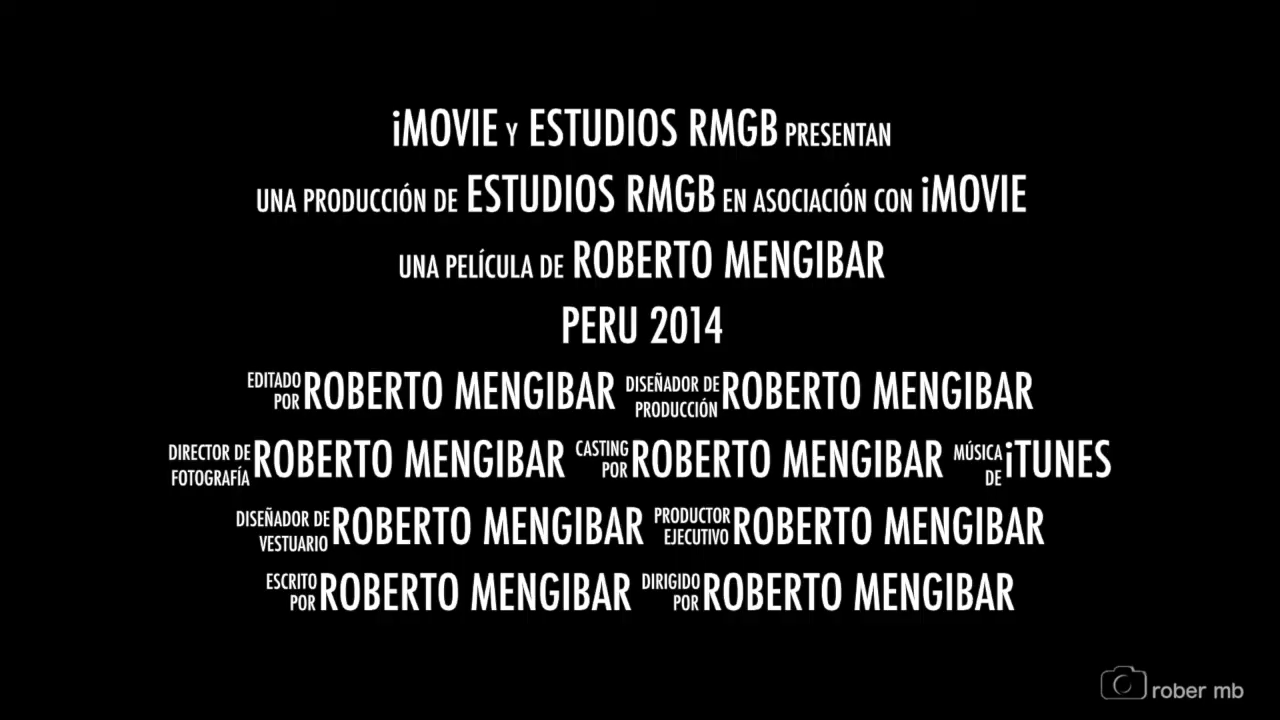 iMOVIE Y ESTUDIOS RMGB PRESENTAN
UNA PRODUCCIÓN DE ESTUDIOS RMGB EN ASOCIACIÓN CON iMOVIE
UNA PELÍCULA DE ROBERTO MENGIBAR
PERU 2014
EDITADO POR ROBERTO MENGIBAR DISEÑADOR DE PRODUCCIÓN ROBERTO MENGIBAR
DIRECTOR DE FOTOGRAFÍA ROBERTO MENGIBAR CASTING POR ROBERTO MENGIBAR MÚSICA DE iTUNES
DISEÑADOR DE VESTUARIO ROBERTO MENGIBAR PRODUCTOR EJECUTIVO ROBERTO MENGIBAR
ESCRITO POR ROBERTO MENGIBAR DIRIGIDO POR ROBERTO MENGIBAR
rober mb